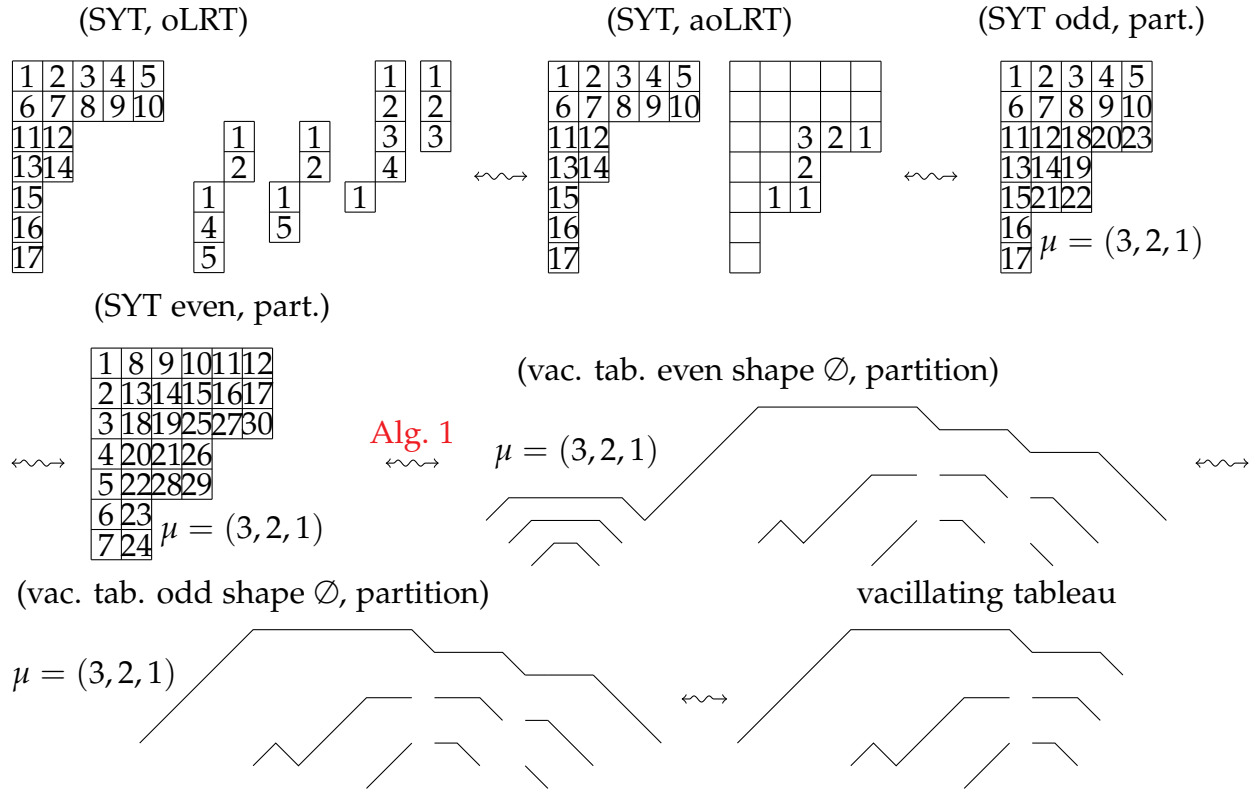 (SYT, oLRT) (SYT, aoLRT) (SYT odd, part.)
1 2 3 4 5
6 7 8 9 10
11 12
13 14
15
16
17
1
2
1
4
5
1
2
1
5
1
2
3
4
1
1
2
3
1 2 3 4 5
6 7 8 9 10
11 12
13 14
15
16
17
3 2 1
2
1 1
1 2 3 4 5
6 7 8 9 10
11 12 18 20 23
13 14 19
15 21 22
16
17
μ = (3, 2, 1)
(SYT even, part.)
1 8 9 10 11 12
2 13 14 15 16 17
3 18 19 25 27 30
4 20 21 26
5 22 28 29
6 23
7 24
μ = (3, 2, 1)
Alg. 1
(vac. tab. even shape ∅, partition)
μ = (3, 2, 1)
(vac. tab. odd shape ∅, partition)
μ = (3, 2, 1)
vacillating tableau